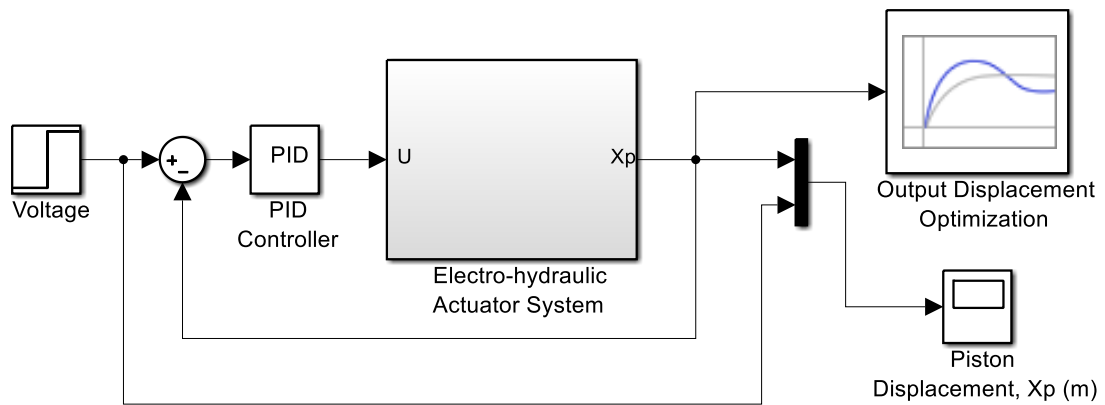 Voltage
+
−
PID
PID
Controller
U
Xp
Electro-hydraulic
Actuator System
Output Displacement
Optimization
Piston
Displacement, Xp (m)